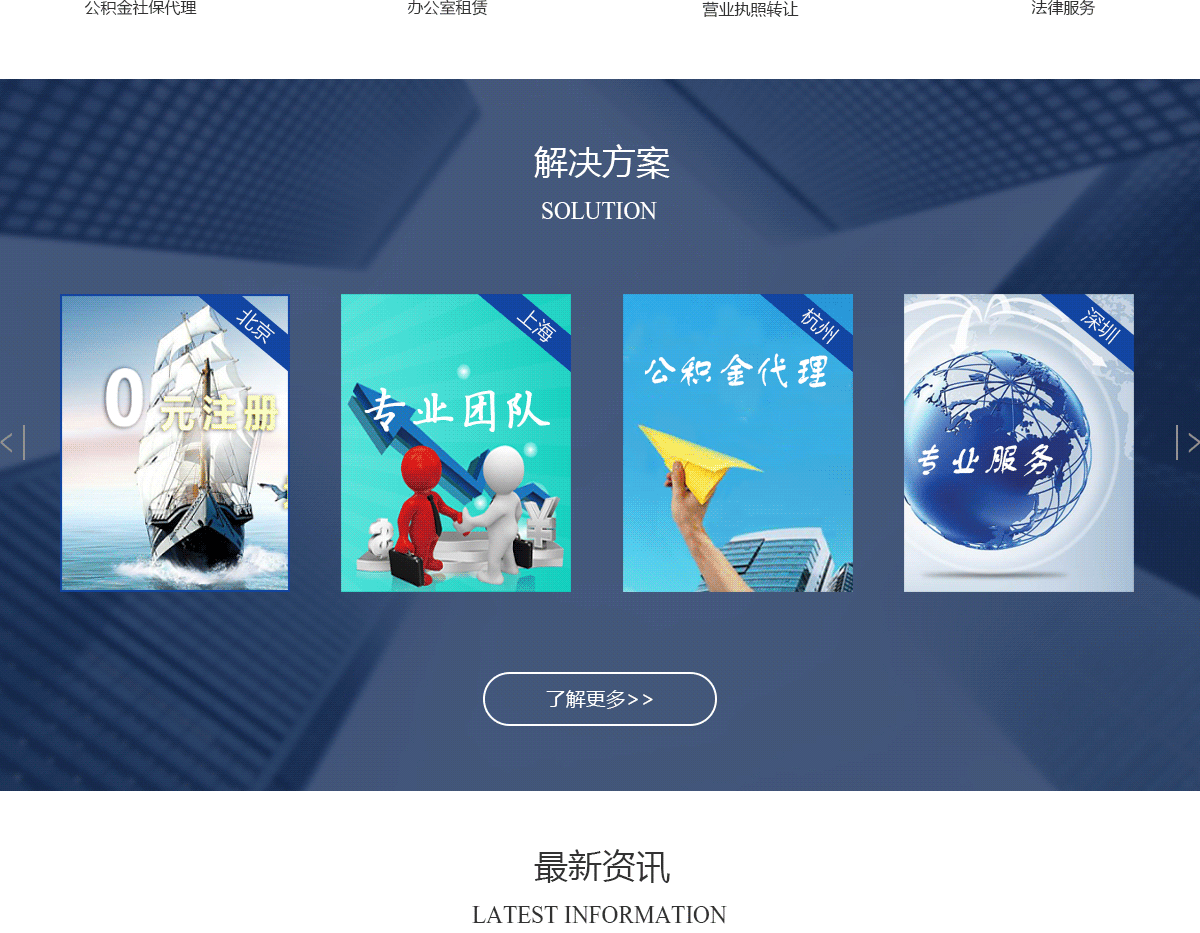 公积金社保代理
办公室租赁
营业执照转让
法律服务
解决方案
SOLUTION
北京
0元注册
上海
专业团队
杭州
公积金代理
深圳
专业服务
了解更多>>
最新资讯
LATEST INFORMATION